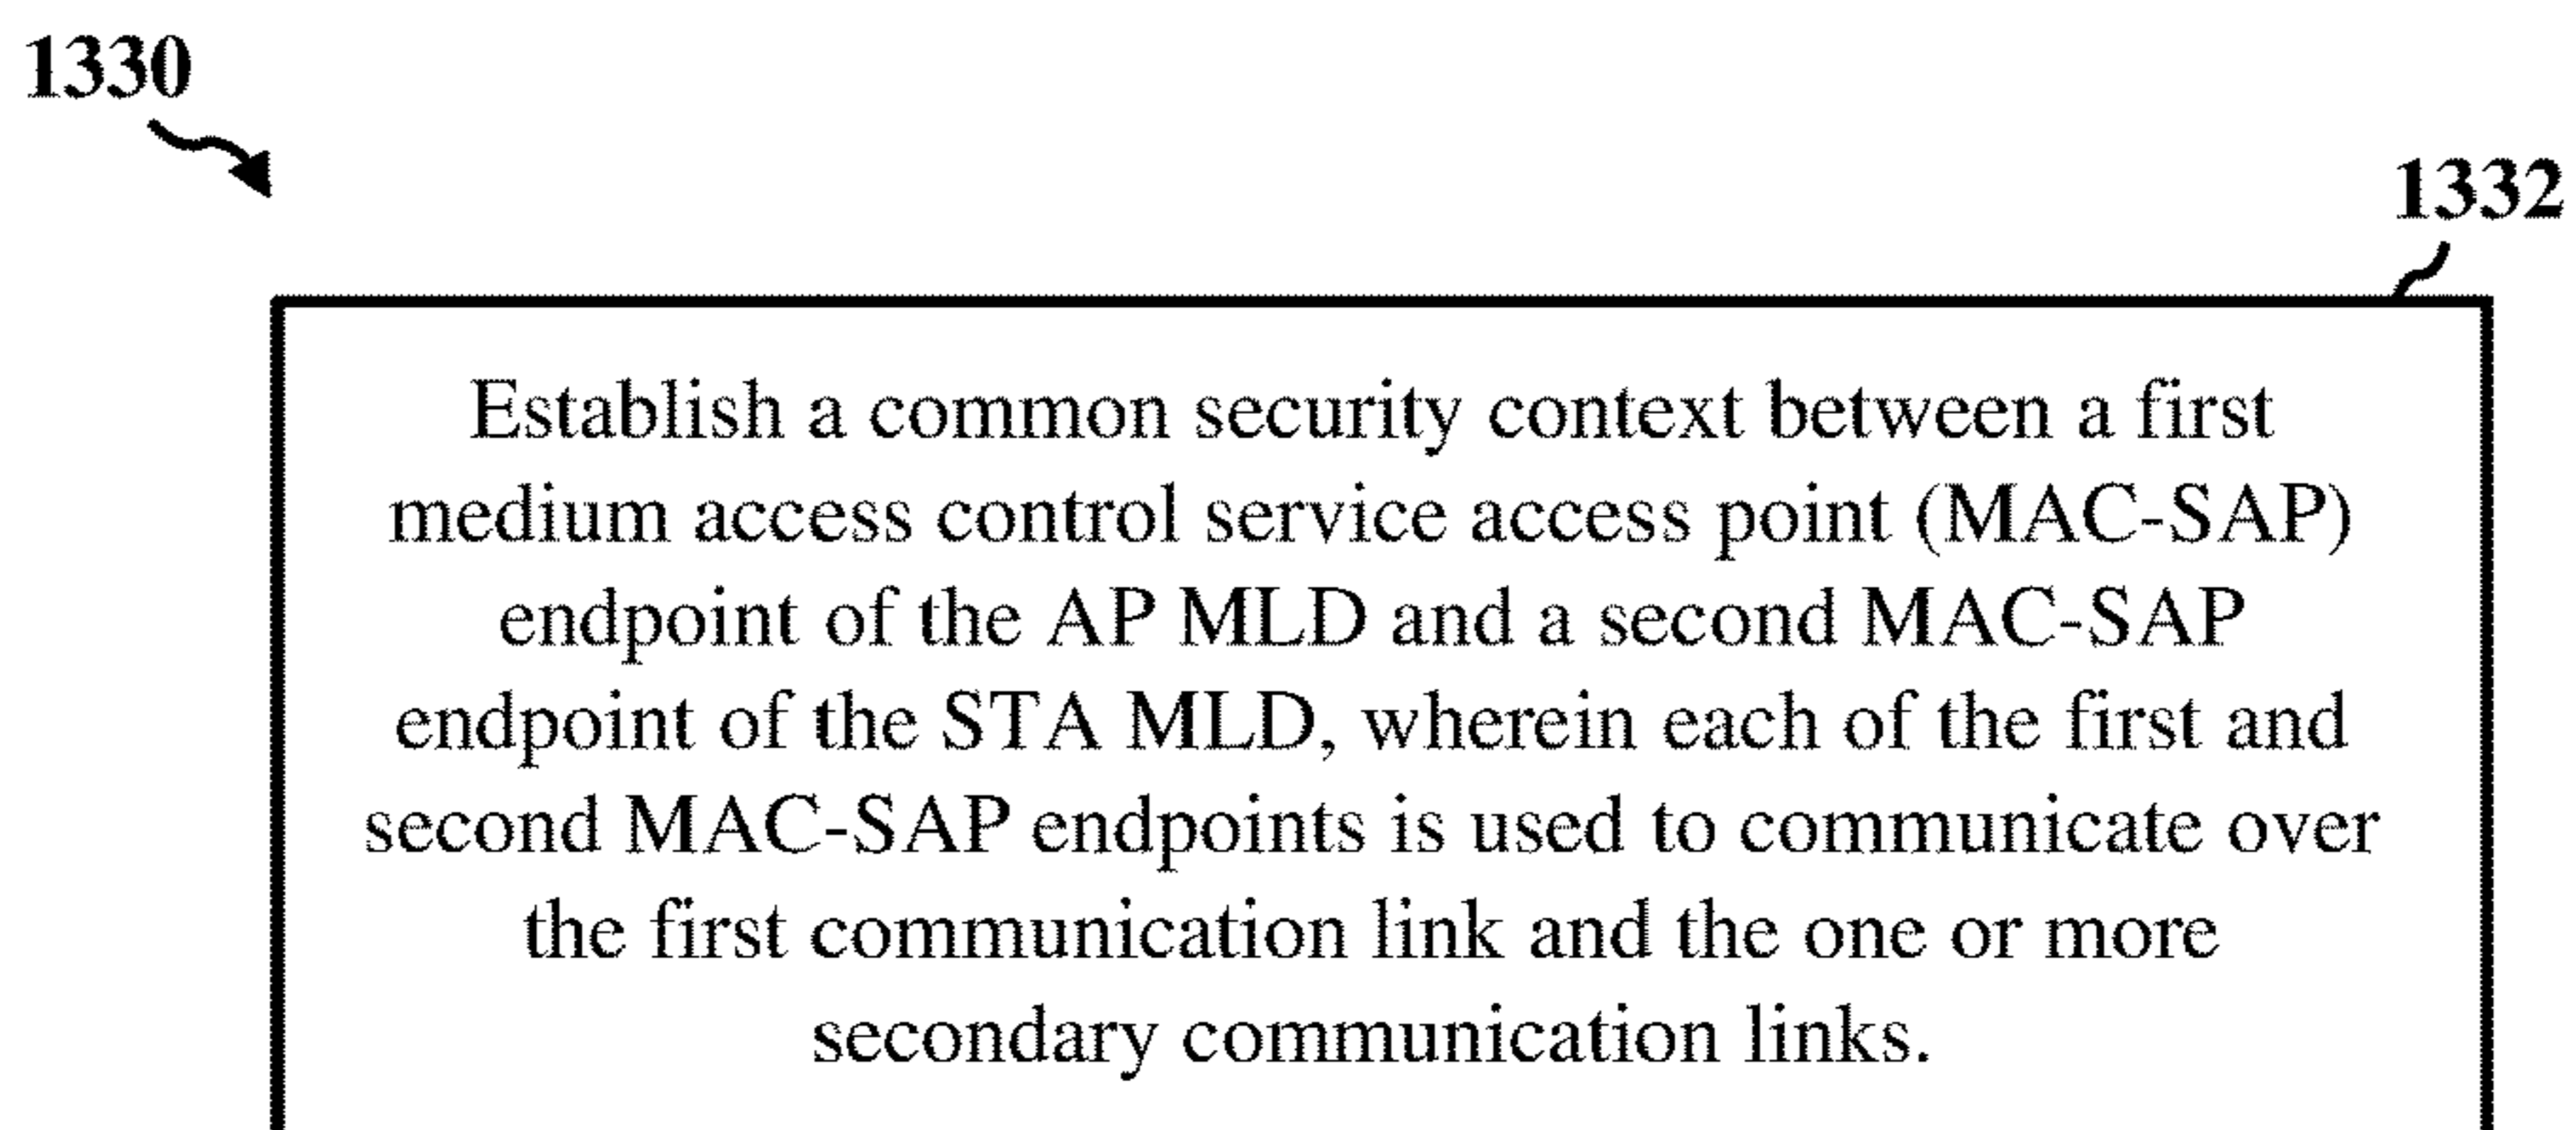 1330
1332
Establish a common security context between a first
medium access control service access point (MAC-SAP)
endpoint of the AP MLD and a second MAC-SAP
endpoint of the STA MLD, wherein each of the first and
second MAC-SAP endpoints is used to communicate over
the first communication link and the one or more
secondary communication links.